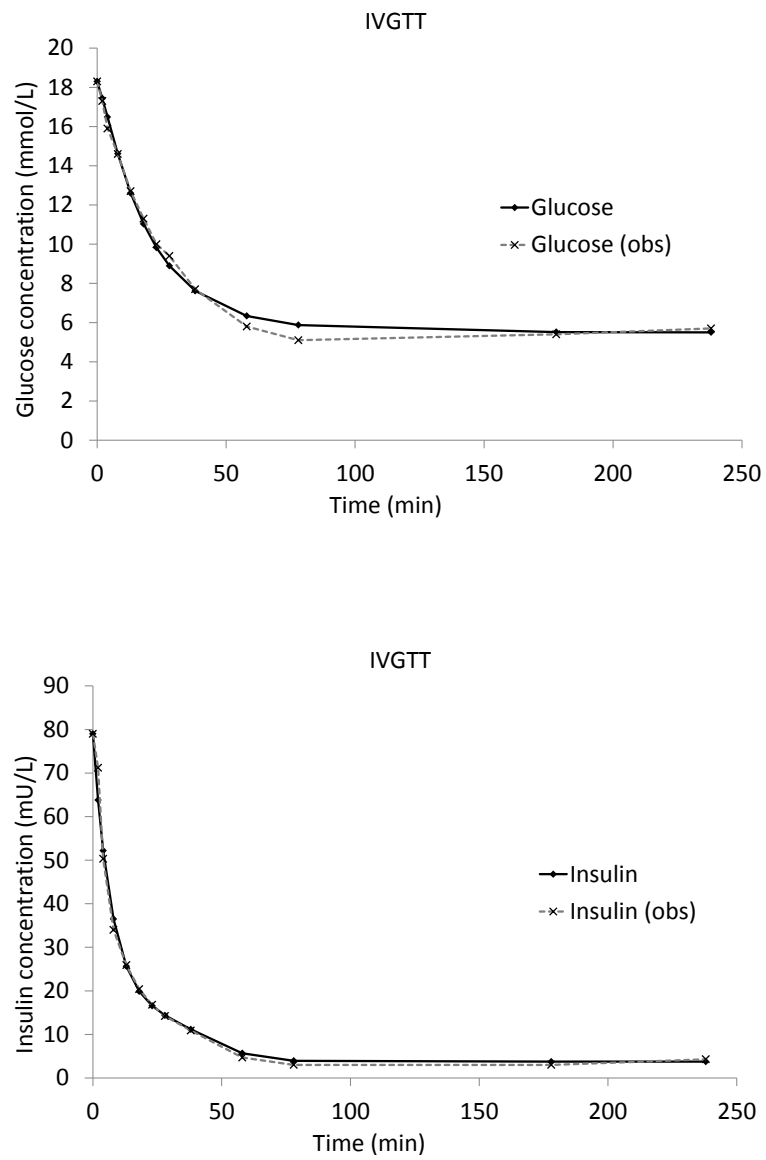 IVGTT
20
18
16
14
12
10
8
6
4
2
0
Glucose concentration (mmol/L)
Glucose
Glucose (obs)
0 50 100 150 200 250
Time (min)
IVGTT
90
80
70
60
50
40
30
20
10
0
Insulin concentration (mU/L)
Insulin
Insulin (obs)
0 50 100 150 200 250
Time (min)